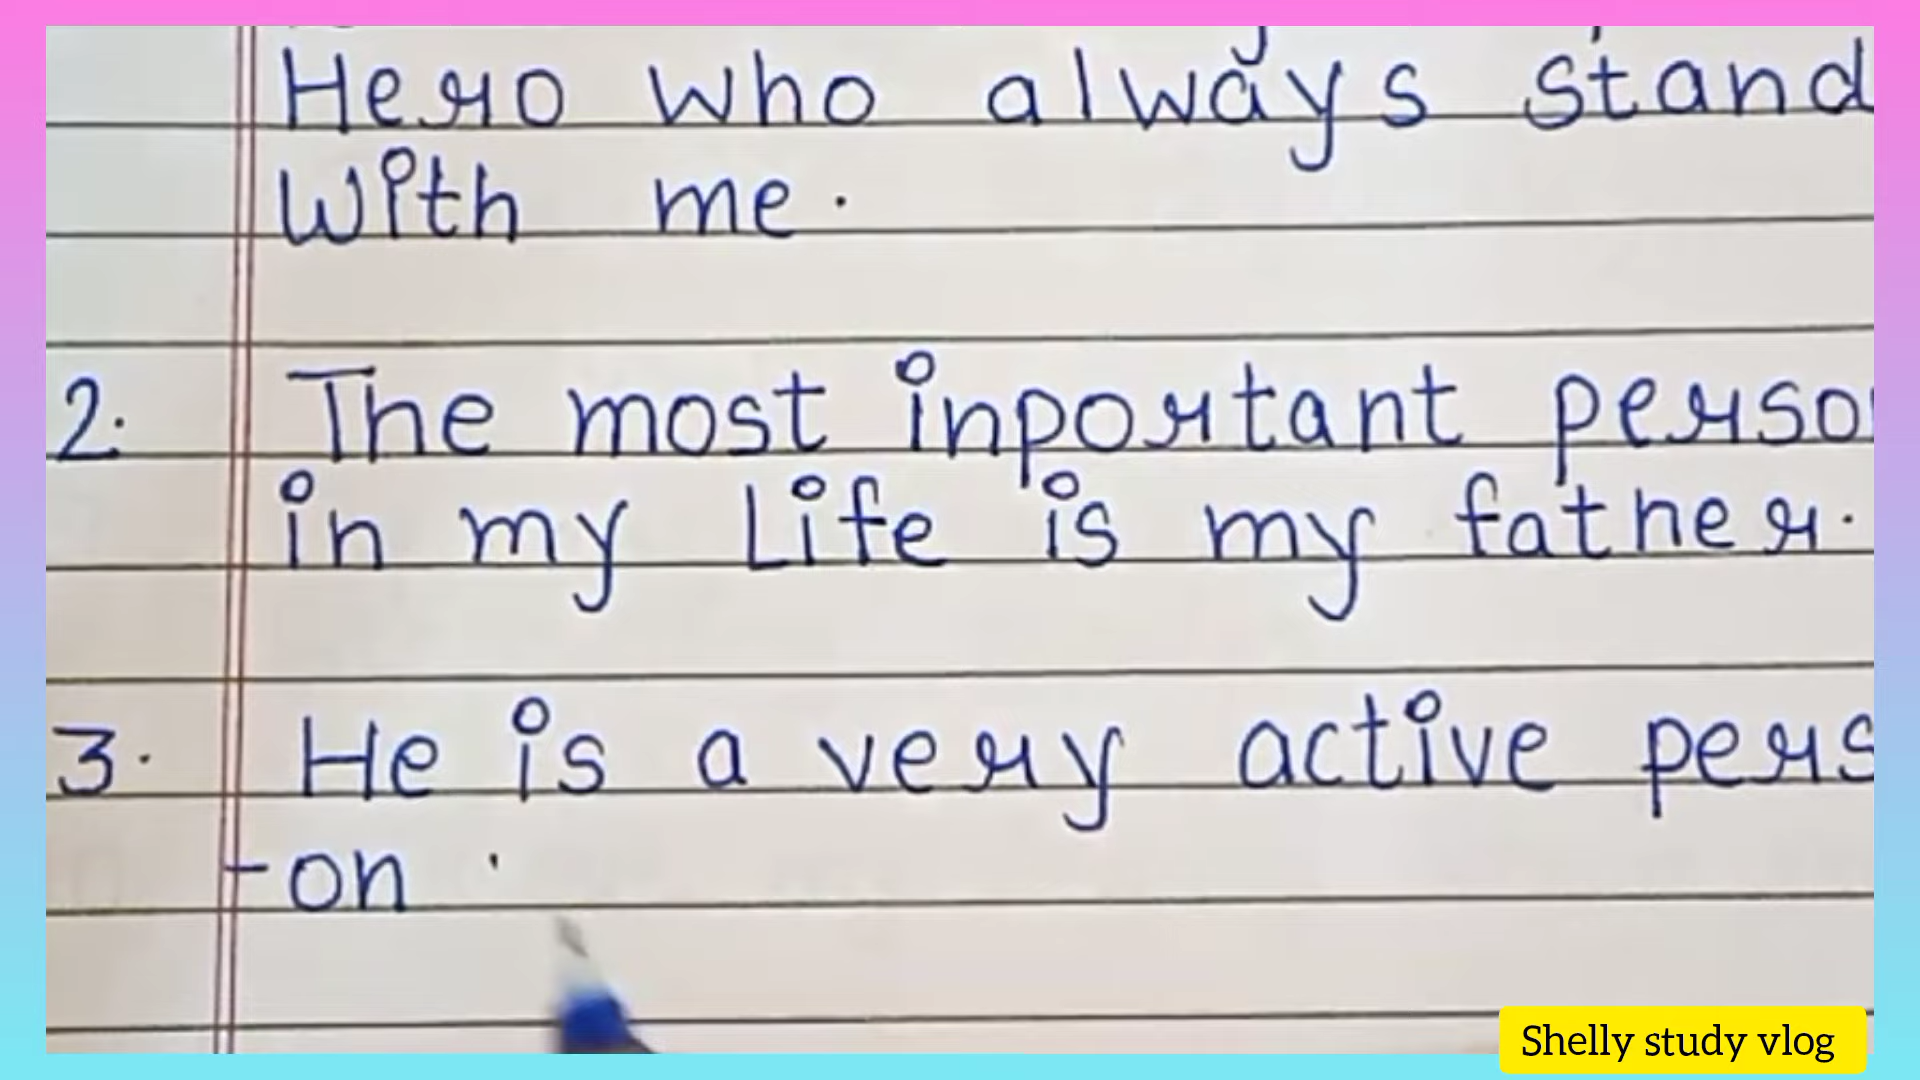 Hero who always stand
with me.
2. The most inportant perso
in my Life is my father.
3. He is a very active pers
-on .
Shelly study vlog